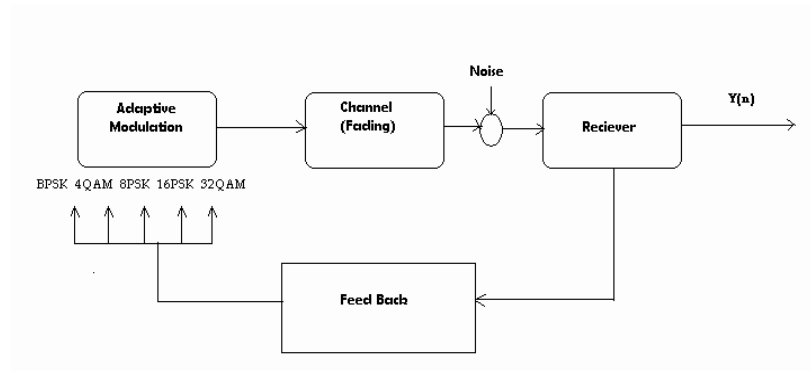 Noise
Adaptive
Modulation
Channel
(Fading)
Reciever
Y(n)
BPSK 4QAM 8PSK 16PSK 32QAM
Feed Back